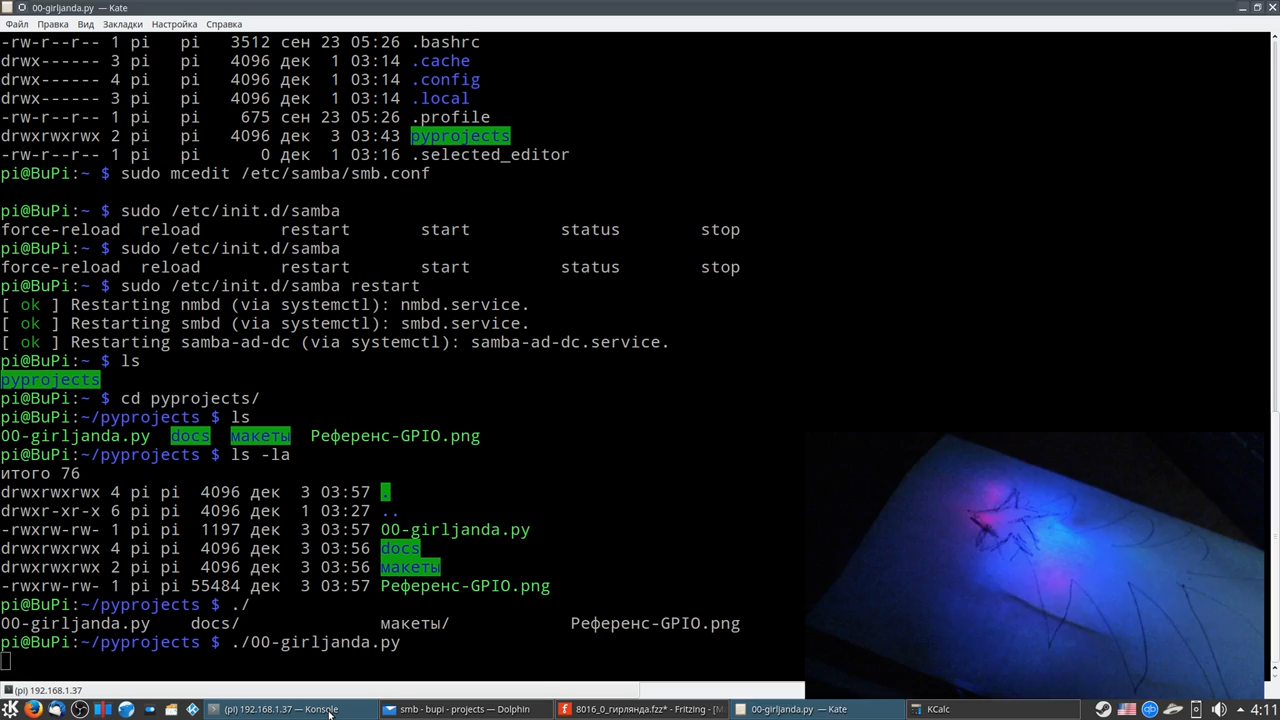 00-girljanda.py — Kate
Файл Правка Вид Закладки Настройка Справка
-rw-r--r-- 1 pi pi 3512 сен 23 05:26 .bashrc
drwx------ 3 pi pi 4096 дек 1 03:14 .cache
drwx------ 4 pi pi 4096 дек 1 03:14 .config
drwx------ 3 pi pi 4096 дек 1 03:14 .local
-rw-r--r-- 1 pi pi 675 сен 23 05:26 .profile
drwxrwxrwx 2 pi pi 4096 дек 3 03:43 pyprojects
-rw-r--r-- 1 pi pi 0 дек 1 03:16 .selected_editor
pi@BuPi:~ $ sudo mcedit /etc/samba/smb.conf
pi@BuPi:~ $ sudo /etc/init.d/samba
force-reload reload restart start status stop
pi@BuPi:~ $ sudo /etc/init.d/samba
force-reload reload restart start status stop
pi@BuPi:~ $ sudo /etc/init.d/samba restart
[ ok ] Restarting nmbd (via systemctl): nmbd.service.
[ ok ] Restarting smbd (via systemctl): smbd.service.
[ ok ] Restarting samba-ad-dc (via systemctl): samba-ad-dc.service.
pi@BuPi:~ $ ls
pyprojects
pi@BuPi:~ $ cd pyprojects/
pi@BuPi:~/pyprojects $ ls
00-girljanda.py docs макеты Референс-GPIO.png
pi@BuPi:~/pyprojects $ ls -la
итого 76
drwxrwxrwx 4 pi pi 4096 дек 3 03:57 .
drwxr-xr-x 6 pi pi 4096 дек 1 03:27 ..
-rwxrw-rw- 1 pi pi 1197 дек 3 03:57 00-girljanda.py
drwxrwxrwx 4 pi pi 4096 дек 3 03:56 docs
drwxrwxrwx 2 pi pi 4096 дек 3 03:56 макеты
-rwxrw-rw- 1 pi pi 55484 дек 3 03:57 Референс-GPIO.png
pi@BuPi:~/pyprojects $ ./
00-girljanda.py docs/ макеты/ Референс-GPIO.png
pi@BuPi:~/pyprojects $ ./00-girljanda.py
(pi) 192.168.1.37
(pi) 192.168.1.37 — Konsole smb - bupi - projects — Dolphin 8016_0_гирлянда.fzz* - Fritzing - [М 00-girljanda.py — Kate KCalc 4:11